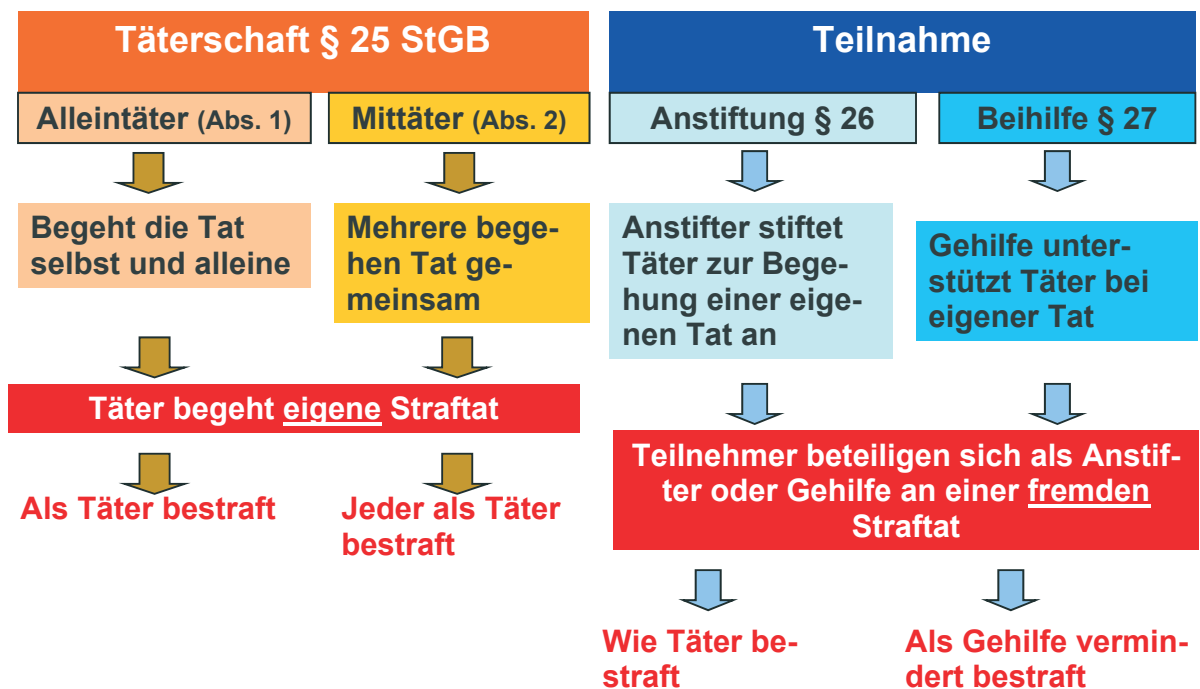 Täterschaft § 25 StGB
Alleintäter (Abs. 1)
Mittäter (Abs. 2)
Begeht die Tat
selbst und alleine
Mehrere bege-
hen Tat ge-
meinsam
Täter begeht eigene Straftat
Als Täter bestraft
Jeder als Täter
bestraft
Teilnahme
Anstiftung § 26
Beihilfe § 27
Anstifter stiftet
Täter zur Bege-
hung einer eige-
nen Tat an
Gehilfe unter-
stützt Täter bei
eigener Tat
Teilnehmer beteiligen sich als Anstif-
ter oder Gehilfe an einer fremden
Straftat
Wie Täter be-
straft
Als Gehilfe vermin-
dert bestraft